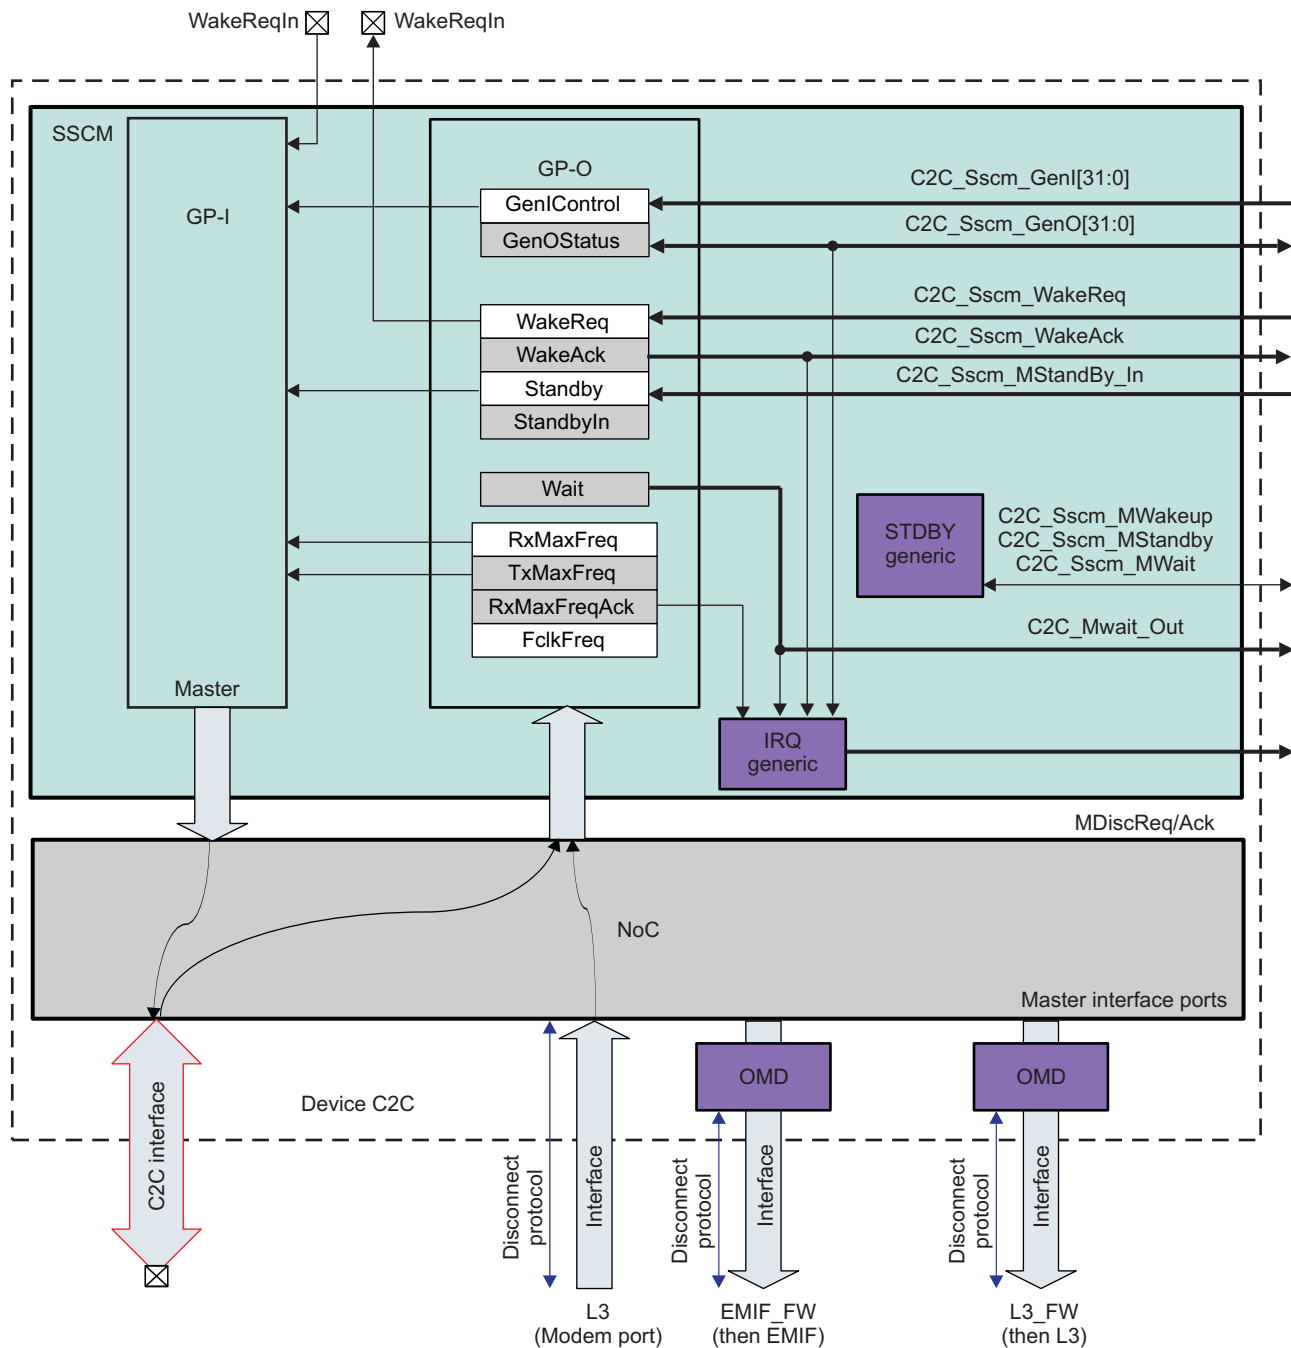 WakeReqIn
WakeReqIn
SSCM
GP-I
GP-O
GenIControl
GenOStatus
WakeReq
WakeAck
Standby
StandbyIn
Wait
RxMaxFreq
TxMaxFreq
RxMaxFreqAck
FclkFreq
Master
C2C_Sscm_GenI[31:0]
C2C_Sscm_GenO[31:0]
C2C_Sscm_WakeReq
C2C_Sscm_WakeAck
C2C_Sscm_MStandBy_In
STDBY
generic
C2C_Sscm_MWakeup
C2C_Sscm_MStandby
C2C_Sscm_MWait
C2C_Mwait_Out
IRQ
generic
MDiscReq/Ack
NoC
Master interface ports
Device C2C
C2C interface
Disconnect
protocol
Interface
L3
(Modem port)
OMD
Disconnect
protocol
Interface
EMIF_FW
(then EMIF)
OMD
Disconnect
protocol
Interface
L3_FW
(then L3)